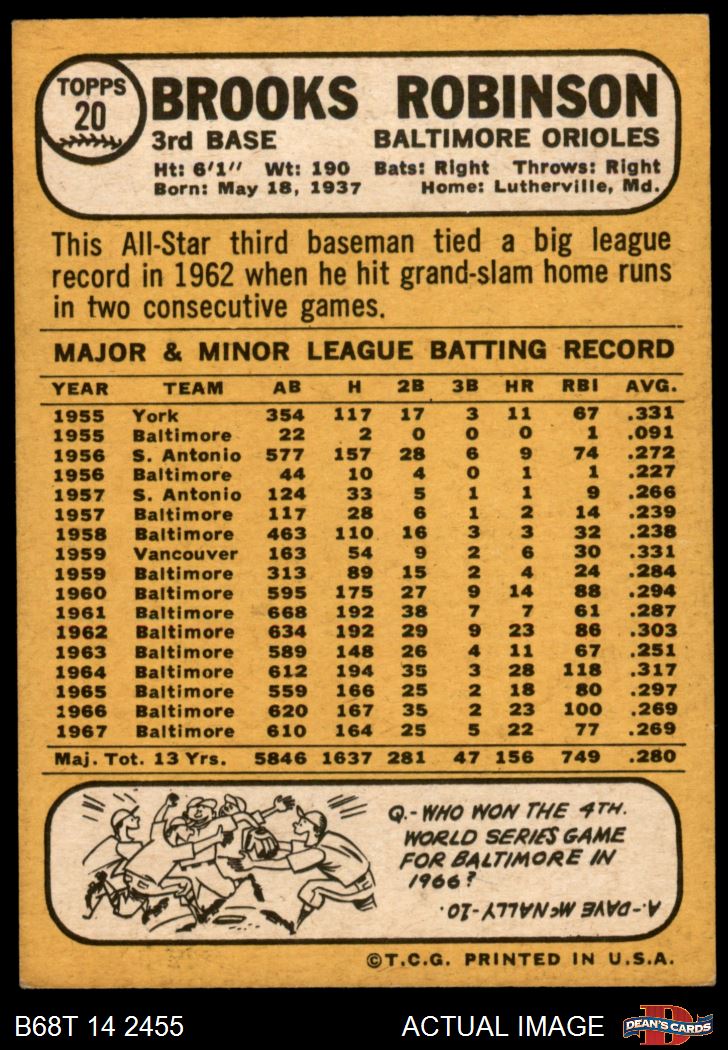 TOPPS
20
BROOKS ROBINSON
3rd BASE BALTIMORE ORIOLES
Ht: 6'1" Wt: 190 Bats: Right Throws: Right
Born: May 18, 1937 Home: Lutherville, Md.
This All-Star third baseman tied a big league
record in 1962 when he hit grand-slam home runs
in two consecutive games.
MAJOR & MINOR LEAGUE BATTING RECORD
YEAR TEAM AB H 2B 3B HR RBI AVG.
1955 York 354 117 17 3 11 67 .331
1955 Baltimore 22 2 0 0 0 1 .091
1956 S. Antonio 577 157 28 6 9 74 .272
1956 Baltimore 44 10 4 0 1 1 .227
1957 S. Antonio 124 33 5 1 1 9 .266
1957 Baltimore 117 28 6 1 2 14 .239
1958 Baltimore 463 110 16 3 3 32 .238
1959 Vancouver 163 54 9 2 6 30 .331
1959 Baltimore 313 89 15 2 4 24 .284
1960 Baltimore 595 175 27 9 14 88 .294
1961 Baltimore 668 192 38 7 7 61 .287
1962 Baltimore 634 192 29 9 23 86 .303
1963 Baltimore 589 148 26 4 11 67 .251
1964 Baltimore 612 194 35 3 28 118 .317
1965 Baltimore 559 166 25 2 18 80 .297
1966 Baltimore 620 167 35 2 23 100 .269
1967 Baltimore 610 164 25 5 22 77 .269
Maj. Tot. 13 Yrs. 5846 1637 281 47 156 749 .280
Q.- WHO WON THE 4TH.
WORLD SERIES GAME
FOR BALTIMORE IN
1966?
A.- DAVE McNALLY-10.
©T.C.G. PRINTED IN U.S.A.
B68T 14 2455 ACTUAL IMAGE
D
DEAN'S CARDS